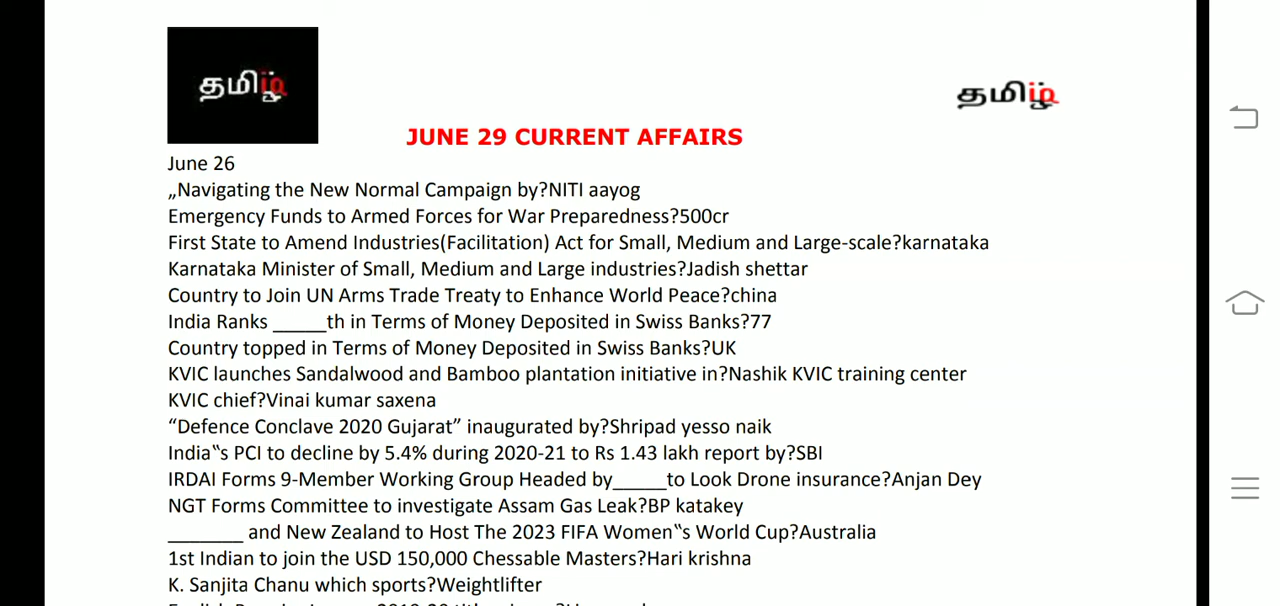 தமிழ்
தமிழ்
JUNE 29 CURRENT AFFAIRS
June 26
„Navigating the New Normal Campaign by?NITI aayog
Emergency Funds to Armed Forces for War Preparedness?500cr
First State to Amend Industries(Facilitation) Act for Small, Medium and Large-scale?karnataka
Karnataka Minister of Small, Medium and Large industries?Jadish shettar
Country to Join UN Arms Trade Treaty to Enhance World Peace?china
India Ranks _____th in Terms of Money Deposited in Swiss Banks?77
Country topped in Terms of Money Deposited in Swiss Banks?UK
KVIC launches Sandalwood and Bamboo plantation initiative in?Nashik KVIC training center
KVIC chief?Vinai kumar saxena
“Defence Conclave 2020 Gujarat” inaugurated by?Shripad yesso naik
India‟s PCI to decline by 5.4% during 2020-21 to Rs 1.43 lakh report by?SBI
IRDAI Forms 9-Member Working Group Headed by_____to Look Drone insurance?Anjan Dey
NGT Forms Committee to investigate Assam Gas Leak?BP katakey
_______ and New Zealand to Host The 2023 FIFA Women‟s World Cup?Australia
1st Indian to join the USD 150,000 Chessable Masters?Hari krishna
K. Sanjita Chanu which sports?Weightlifter